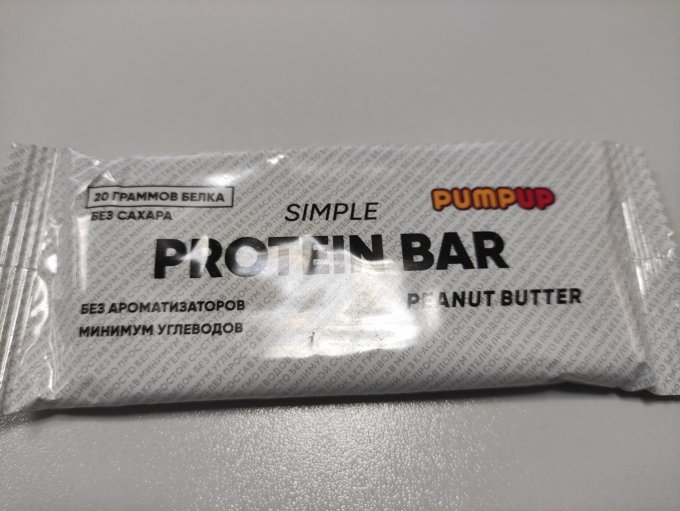 20 ГРАММОВ БЕЛКА
БЕЗ САХАРА
SIMPLE
PUMPUP
PROTEIN BAR
PEANUT BUTTER
БЕЗ АРОМАТИЗАТОРОВ
МИНИМУМ УГЛЕВОДОВ